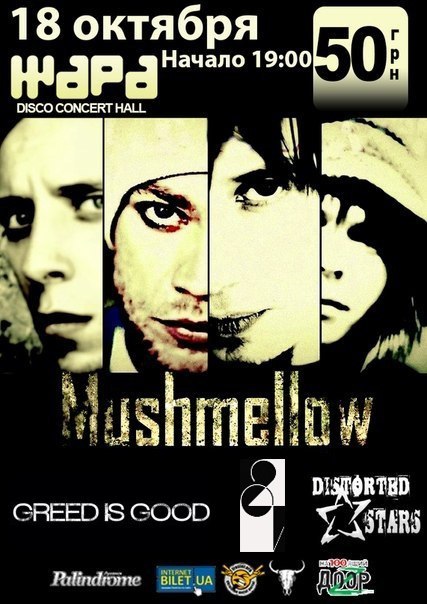 18 октября
Начало 19:00
50 грн
ЖАРА
DISCO CONCERT HALL
Mushmellow
GREED IS GOOD
DISTORTED STARS
Palindrome
INTERNET
BILET.UA
ДООР